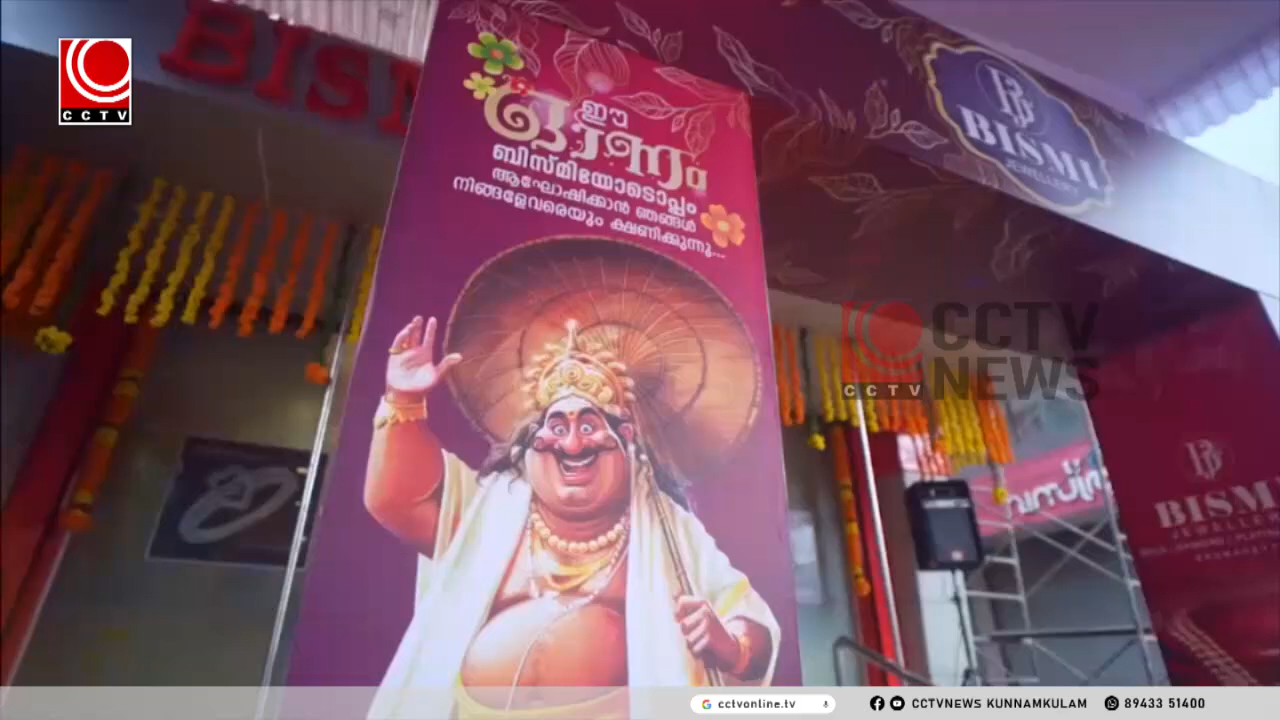 CCTV
BISMI
ഈ
ഓണം
ബിസ്മിയോടൊപ്പം
ആഘോഷിക്കാൻ ഞങ്ങൾ
നിങ്ങളേവരെയും ക്ഷണിക്കുന്നു...
BJ
BISMI
JEWELLERY
CCTV
NEWS
CCTV
BISMI
JEWELLERY
cctvonline.tv
CCTVNEWS KUNNAMKULAM
89433 51400